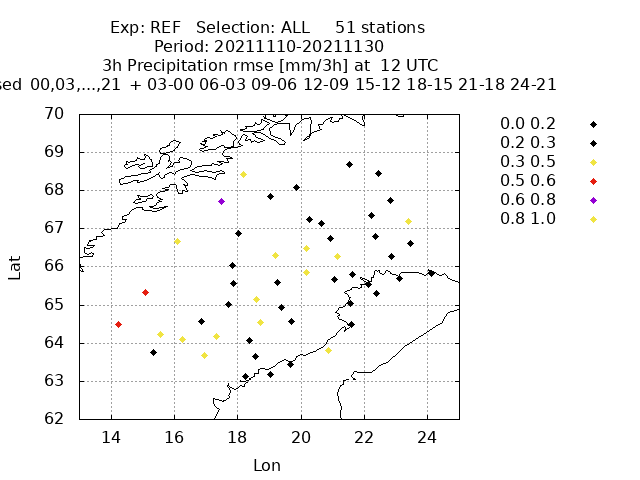 Exp: REF   Selection: ALL     51 stations
Period: 20211110-20211130
3h Precipitation rmse [mm/3h] at  12 UTC
00,03,...,21  + 03-00 06-03 09-06 12-09 15-12 18-15 21-18 24-21
70
69
68
67
66
65
64
63
62
14 16 18 20 22 24
Lat
Lon
0.0 0.2
0.2 0.3
0.3 0.5
0.5 0.6
0.6 0.8
0.8 1.0